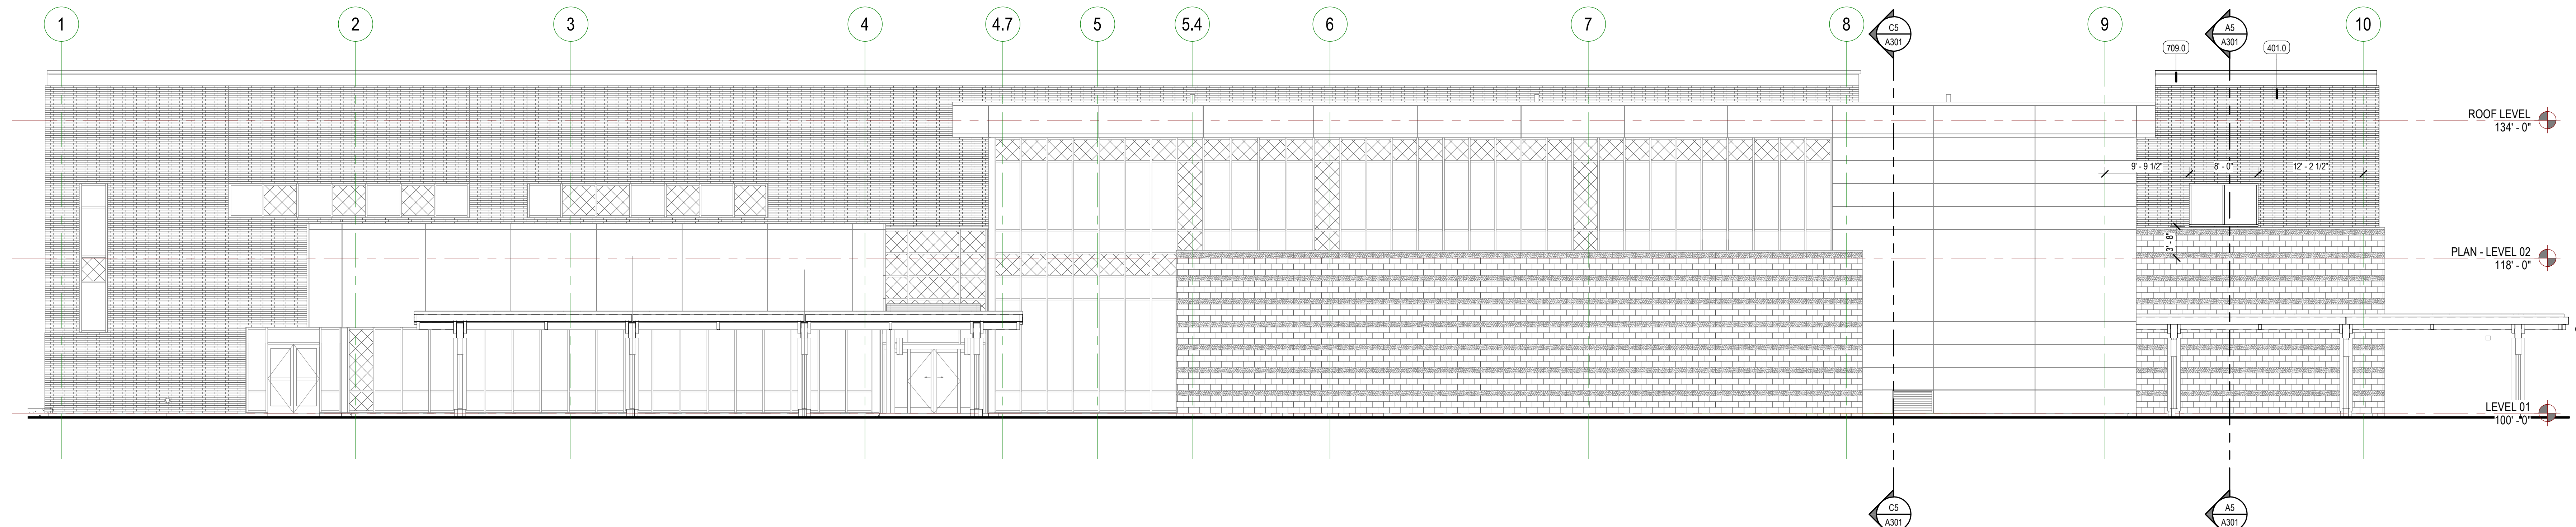 1
2
3
4
4.7
5
5.4
6
7
8
C5
A301
9
A5
A301
10
709.0
401.0
ROOF LEVEL
134' - 0"
9' - 9 1/2"
8' - 0"
12' - 2 1/2"
3' - 8"
PLAN - LEVEL 02
118' - 0"
LEVEL 01
100' - 0"
C5
A301
A5
A301